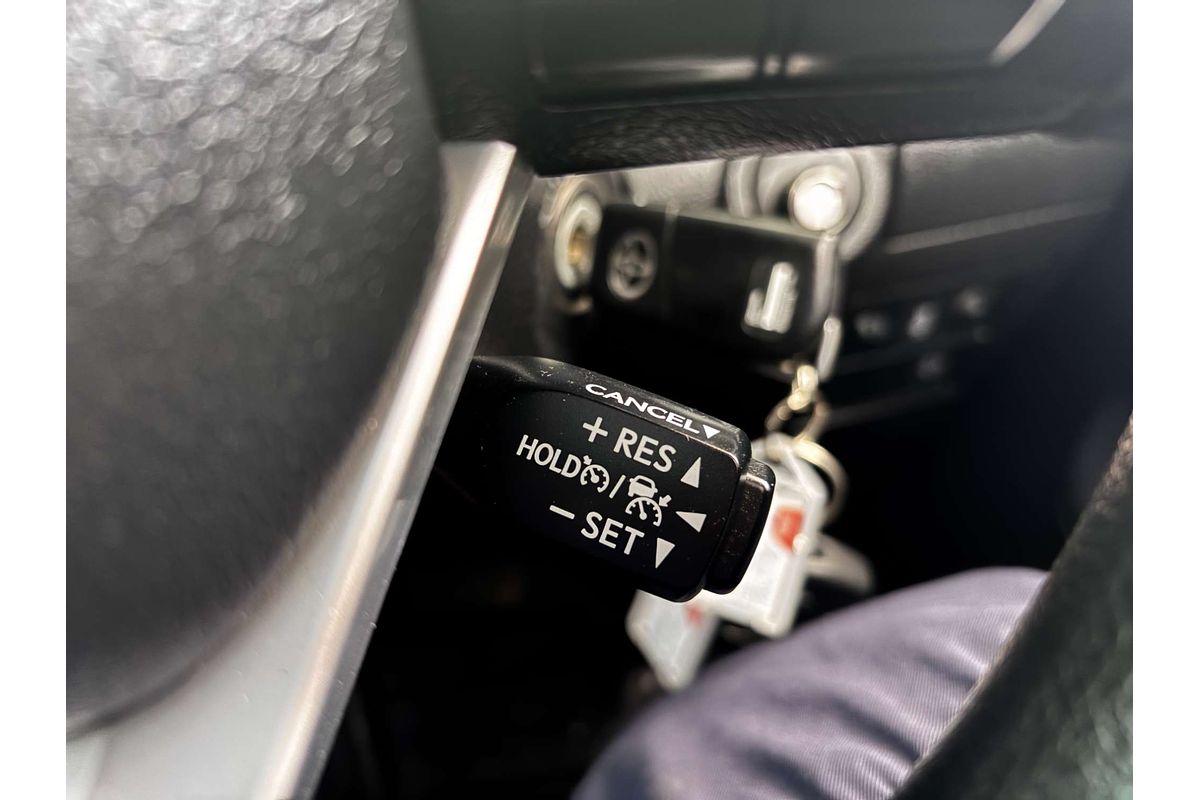 CANCEL▼
+ RES ▲
HOLD / ◀
- SET ▼